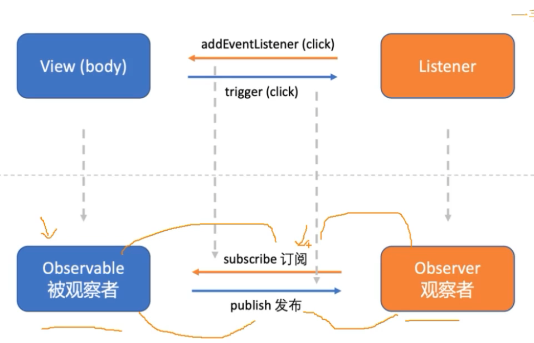 addEventListener (click)
View (body)
Listener
trigger (click)
subscribe 订阅
Observable
被观察者
Observer
观察者
publish 发布